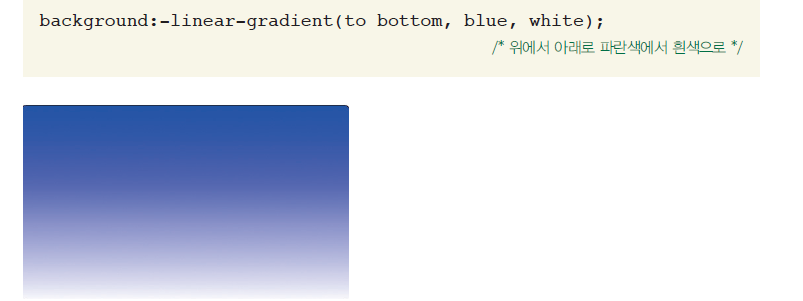 background:-linear-gradient(to bottom, blue, white);
/* 위에서 아래로 파란색에서 흰색으로 */